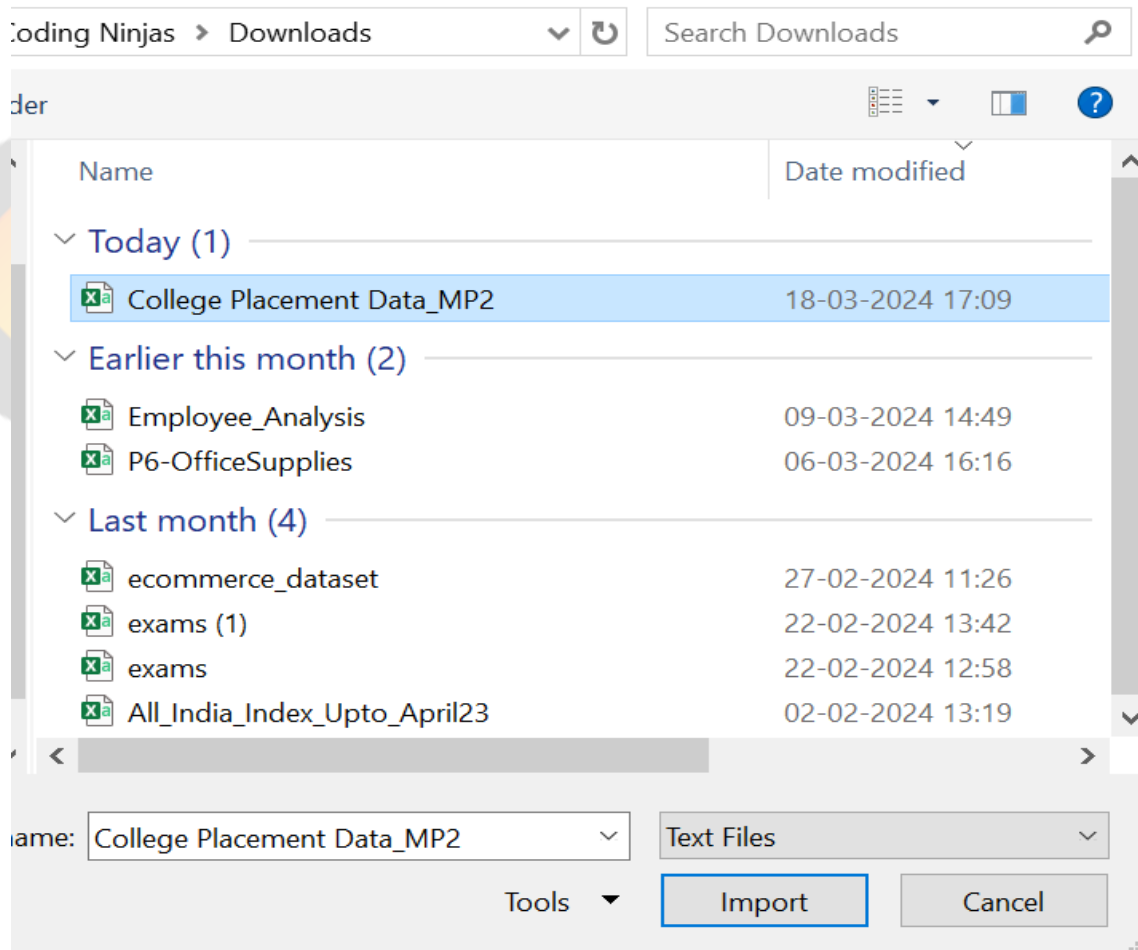 Coding Ninjas > Downloads
Search Downloads
der
?
Name
Date modified
Today (1)
College Placement Data_MP2 18-03-2024 17:09
Earlier this month (2)
Employee_Analysis 09-03-2024 14:49
P6-OfficeSupplies 06-03-2024 16:16
Last month (4)
ecommerce_dataset 27-02-2024 11:26
exams (1) 22-02-2024 13:42
exams 22-02-2024 12:58
All_India_Index_Upto_April23 02-02-2024 13:19
name: College Placement Data_MP2 Text Files
Tools Import Cancel